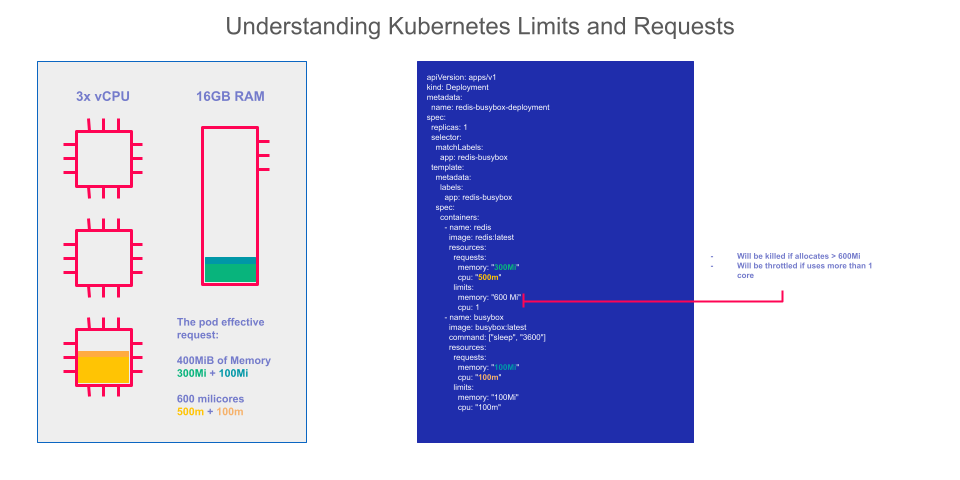 Understanding Kubernetes Limits and Requests
3x vCPU
16GB RAM
The pod effective
request:
400MiB of Memory
300Mi + 100Mi
600 milicores
500m + 100m
apiVersion: apps/v1
kind: Deployment
metadata:
  name: redis-busybox-deployment
spec:
  replicas: 1
  selector:
    matchLabels:
      app: redis-busybox
  template:
    metadata:
      labels:
        app: redis-busybox
    spec:
      containers:
        - name: redis
          image: redis:latest
          resources:
            requests:
              memory: "300Mi"
              cpu: "500m"
            limits:
              memory: "600 Mi"
              cpu: 1
        - name: busybox
          image: busybox:latest
          command: ["sleep", "3600"]
          resources:
            requests:
              memory: "100Mi"
              cpu: "100m"
            limits:
              memory: "100Mi"
              cpu: "100m"
- Will be killed if allocates > 600Mi
- Will be throttled if uses more than 1
core